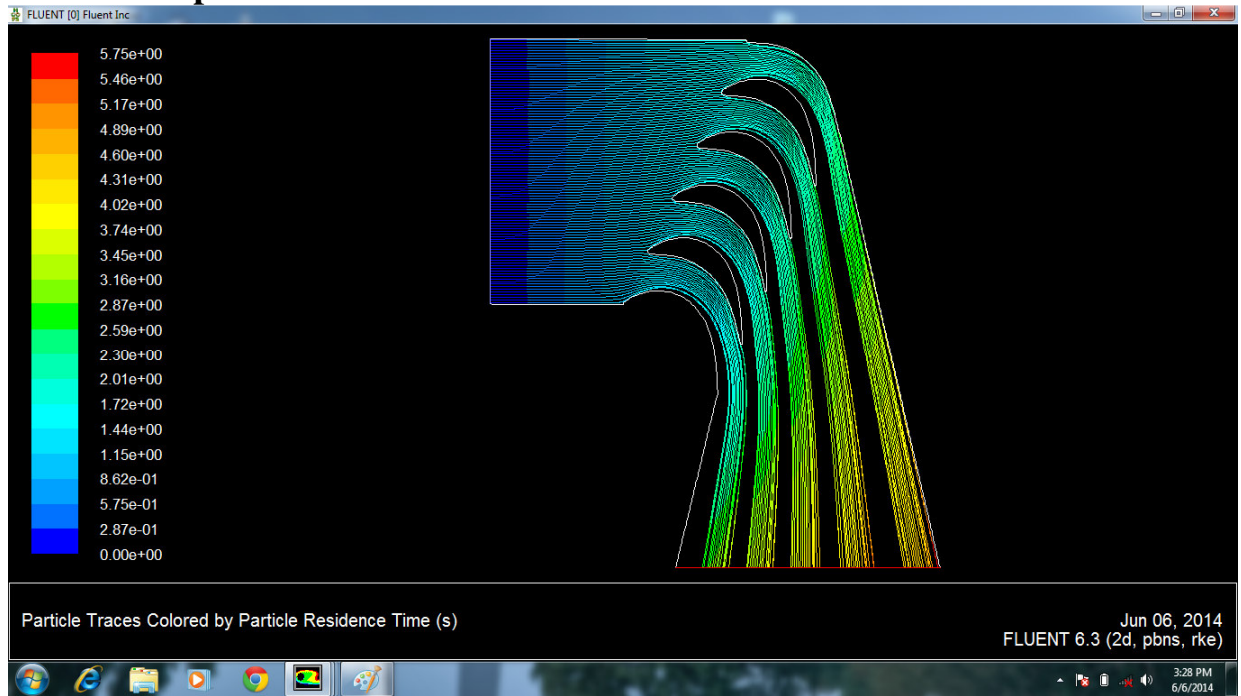 FLUENT [0] Fluent Inc
5.75e+00
5.46e+00
5.17e+00
4.89e+00
4.60e+00
4.31e+00
4.02e+00
3.74e+00
3.45e+00
3.16e+00
2.87e+00
2.59e+00
2.30e+00
2.01e+00
1.72e+00
1.44e+00
1.15e+00
8.62e-01
5.75e-01
2.87e-01
0.00e+00
Particle Traces Colored by Particle Residence Time (s)
Jun 06, 2014
FLUENT 6.3 (2d, pbns, rke)
3:28 PM
6/6/2014